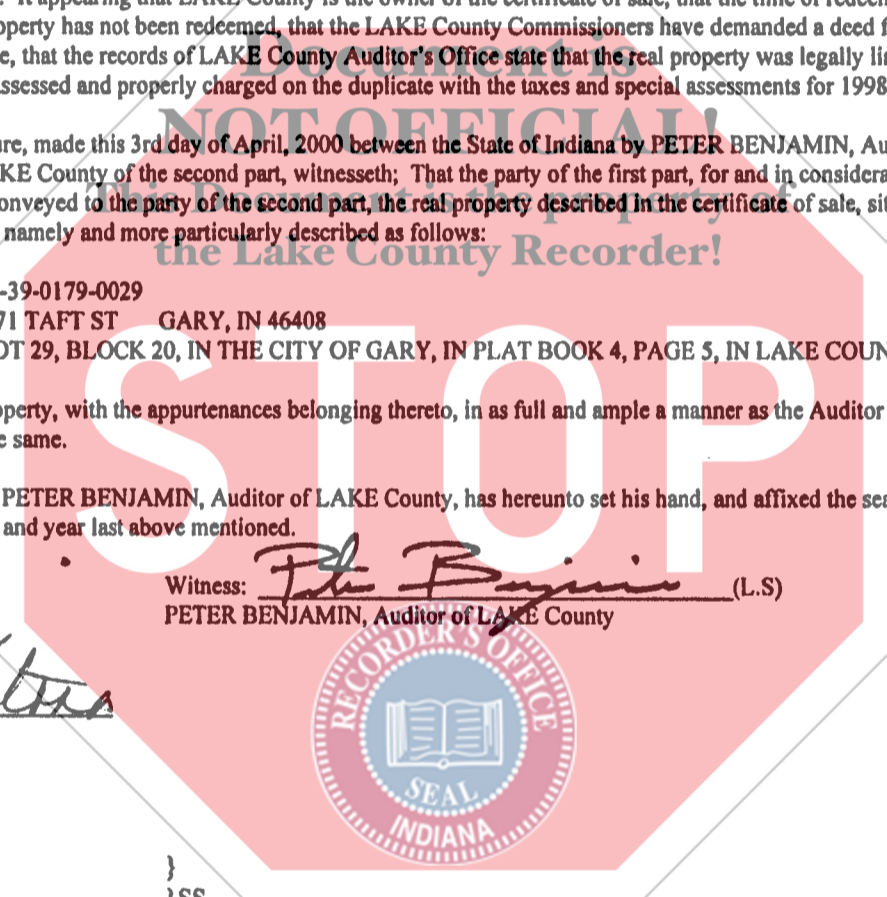 It appearing that LAKE County is the owner of the certificate of sale, that the time of redem
operty has not been redeemed, that the LAKE County Commissioners have demanded a deed f
e, that the records of LAKE County Auditor's Office state that the real property was legally li
ssessed and properly charged on the duplicate with the taxes and special assessments for 1998
Document is
NOT OFFICIAL!
This Document is the property of
the Lake County Recorder!
ure, made this 3rd day of April, 2000 between the State of Indiana by PETER BENJAMIN, Au
KE County of the second part, witnesseth; That the party of the first part, for and in considera
onveyed to the party of the second part, the real property described in the certificate of sale, sit
namely and more particularly described as follows:
-39-0179-0029
71 TAFT ST GARY, IN 46408
OT 29, BLOCK 20, IN THE CITY OF GARY, IN PLAT BOOK 4, PAGE 5, IN LAKE COUN
STOP
operty, with the appurtenances belonging thereto, in as full and ample a manner as the Auditor
e same.
PETER BENJAMIN, Auditor of LAKE County, has hereunto set his hand, and affixed the sea
and year last above mentioned.
Witness: Peter Benjamin (L.S)
PETER BENJAMIN, Auditor of LAKE County
RECORDER'S OFFICE
SEAL
INDIANA
}
}SS